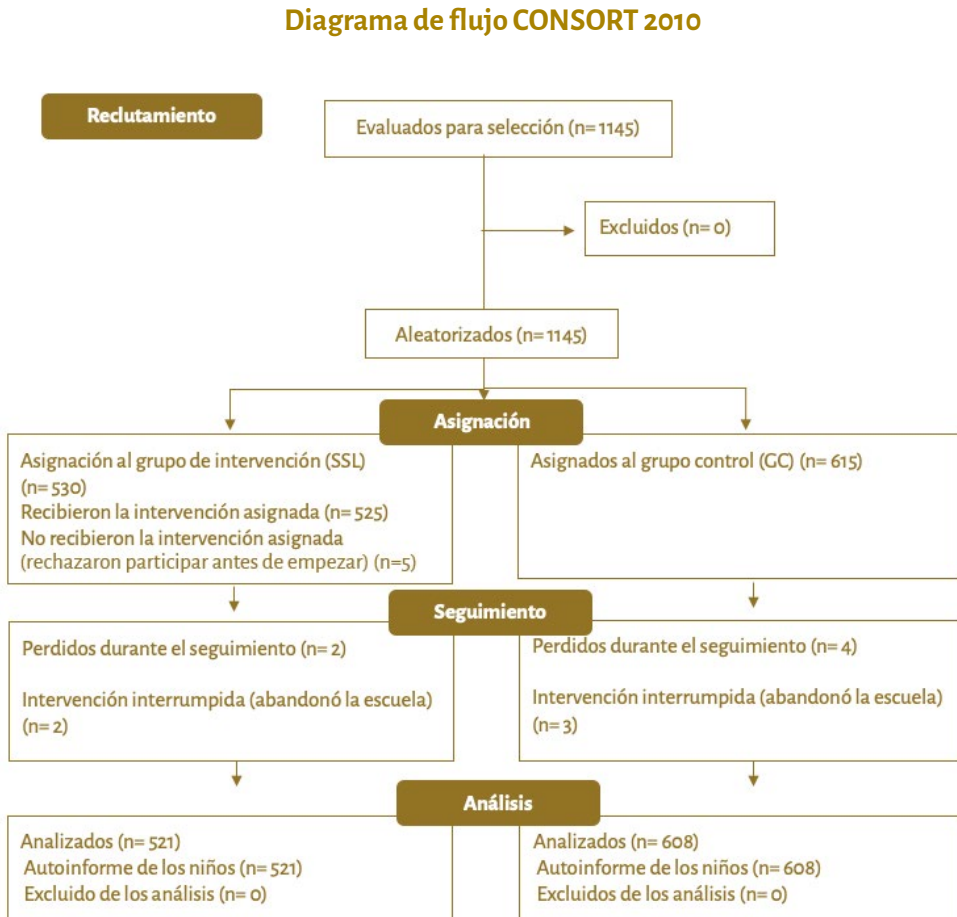 Diagrama de flujo CONSORT 2010
Reclutamiento
Evaluados para selección (n= 1145)
Excluidos (n= 0)
Aleatorizados (n= 1145)
Asignación
Asignación al grupo de intervención (SSL)
(n= 530)
Recibieron la intervención asignada (n= 525)
No recibieron la intervención asignada
(rechazaron participar antes de empezar) (n=5)
Asignados al grupo control (GC) (n= 615)
Seguimiento
Perdidos durante el seguimiento (n= 2)
Intervención interrumpida (abandonó la escuela)
(n= 2)
Perdidos durante el seguimiento (n= 4)
Intervención interrumpida (abandonó la escuela)
(n= 3)
Análisis
Analizados (n= 521)
Autoinforme de los niños (n= 521)
Excluido de los análisis (n= 0)
Analizados (n= 608)
Autoinforme de los niños (n= 608)
Excluidos de los análisis (n= 0)